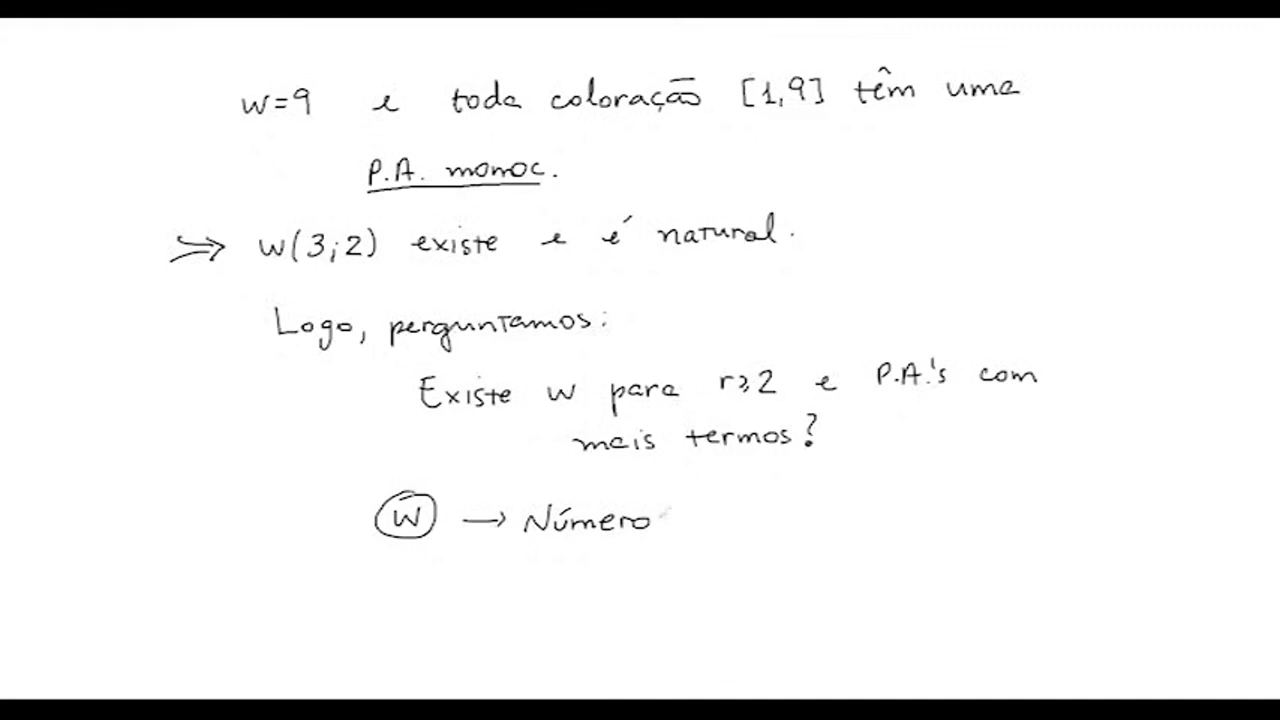 w=9 e toda coloração [1,9] têm uma
P.A. monoc.
⇒ w(3;2) existe e é natural.
Logo, perguntamos:
Existe w para r⩾2 e P.A.'s com
mais termos?
w → Número